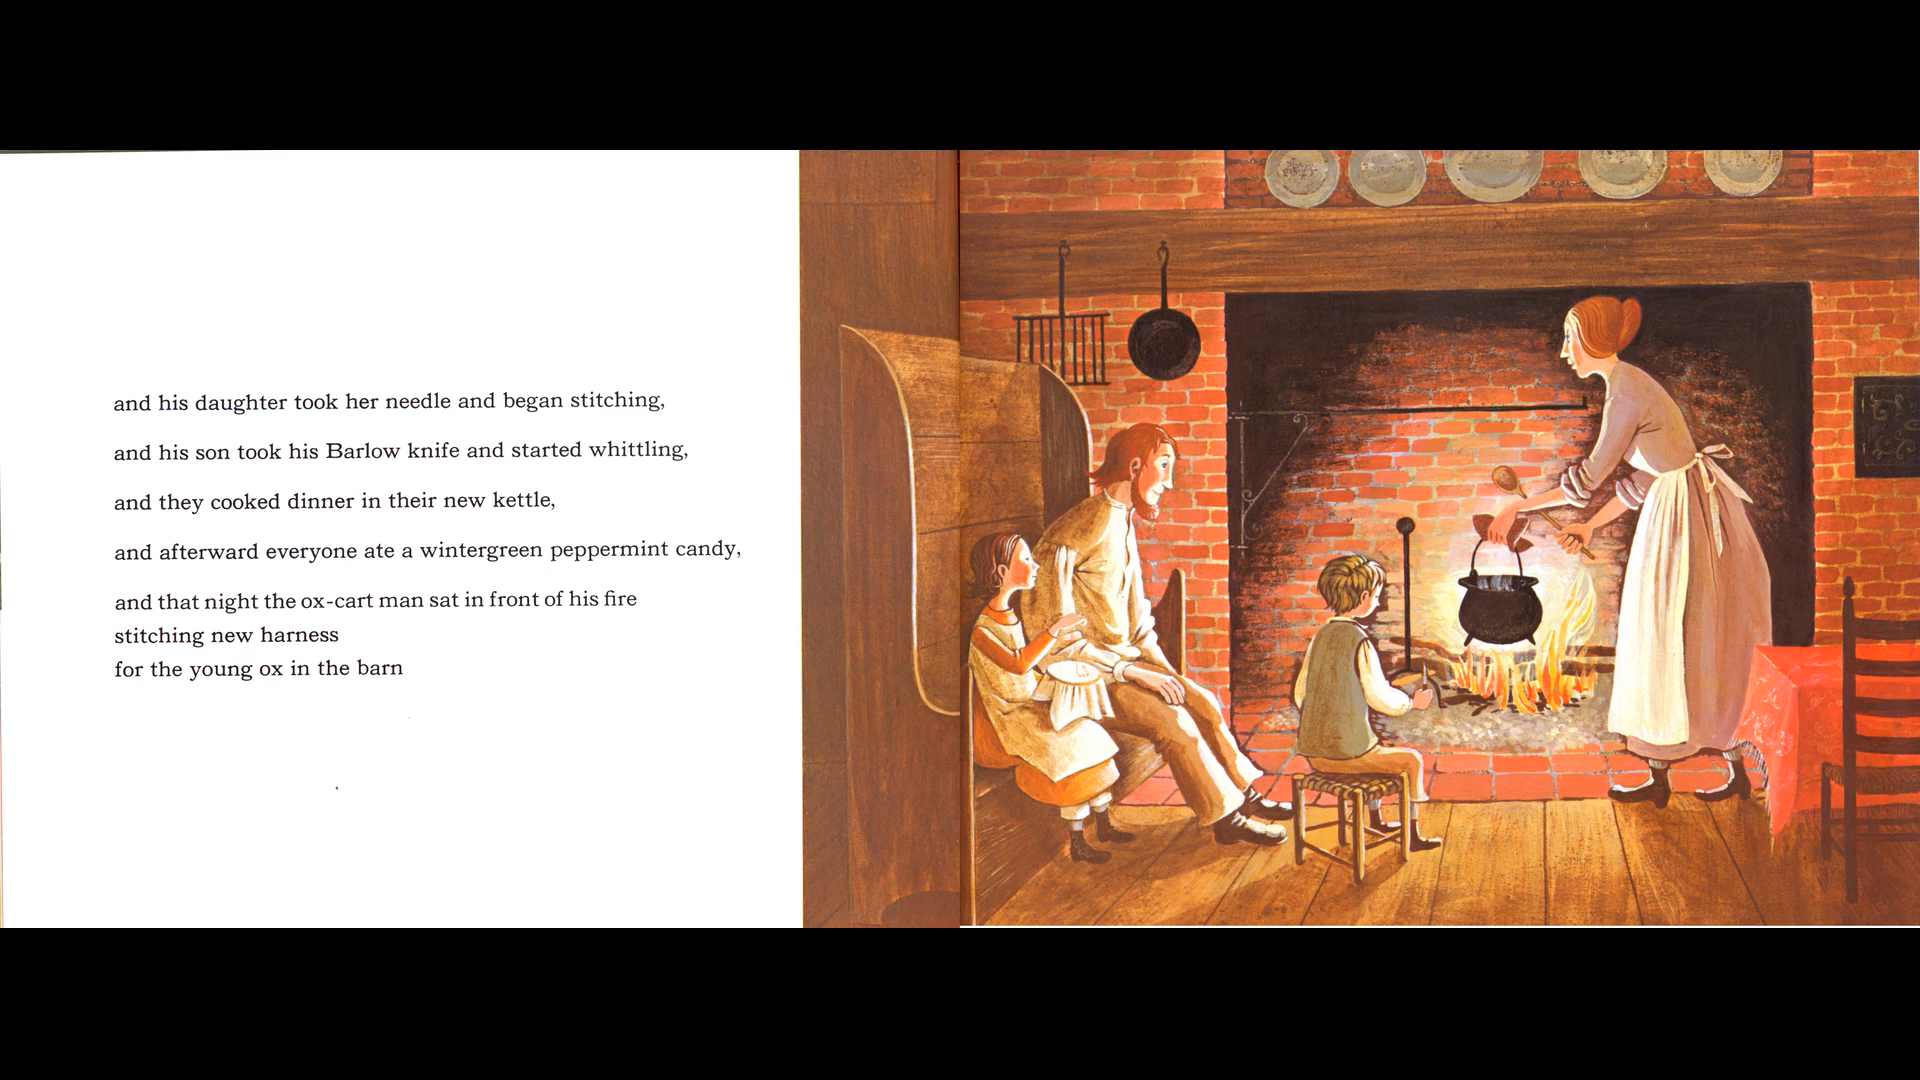 and his daughter took her needle and began stitching,
and his son took his Barlow knife and started whittling,
and they cooked dinner in their new kettle,
and afterward everyone ate a wintergreen peppermint candy,
and that night the ox-cart man sat in front of his fire
stitching new harness
for the young ox in the barn